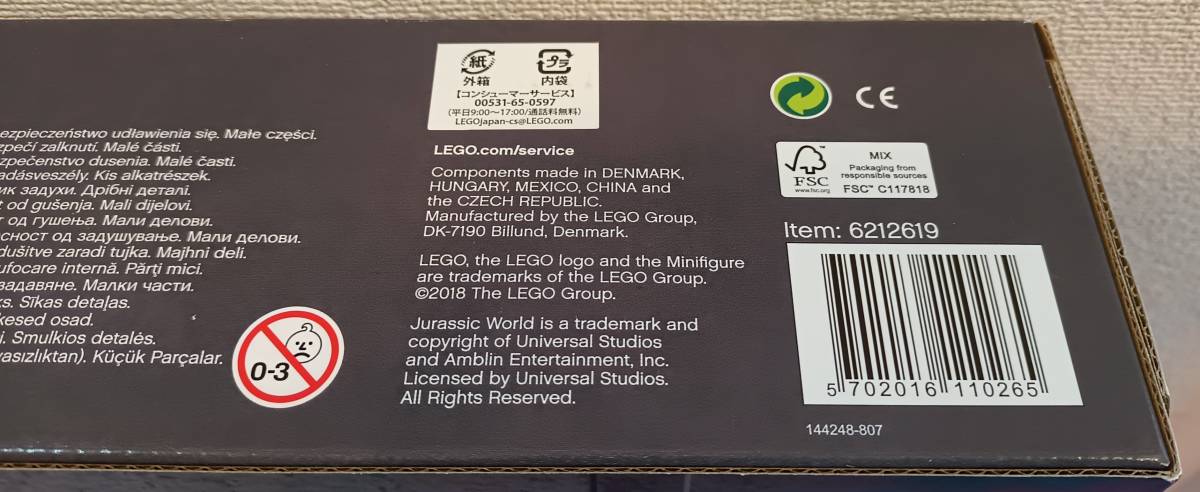 ezpieczeństwo udławienia się. Małe części.
zpečí zalknutí. Malé části.
zpečenstvo dusenia. Malé časti.
adásveszély. Kis alkatrészek.
ик задухи. Дрібні деталі.
t od gušenja. Mali dijelovi.
т од гушења. Мали делови.
сност од задушување. Мали делови.
dušitve zaradi tujka. Majhni deli.
ufocare internă. Părţi mici.
задавяне. Малки части.
ks. Sīkas detaļas.
kesed osad.
i. Smulkios detalės.
vasızlıktan). Küçük Parçalar.
0-3
紙 プラ
外箱 内袋
【コンシューマーサービス】
00531-65-0597
(平日9:00~17:00/通話料無料)
LEGOJapan-cs@LEGO.com
LEGO.com/service
Components made in DENMARK,
HUNGARY, MEXICO, CHINA and
the CZECH REPUBLIC.
Manufactured by the LEGO Group,
DK-7190 Billund, Denmark.
LEGO, the LEGO logo and the Minifigure
are trademarks of the LEGO Group.
©2018 The LEGO Group.
Jurassic World is a trademark and
copyright of Universal Studios
and Amblin Entertainment, Inc.
Licensed by Universal Studios.
All Rights Reserved.
CE
FSC
www.fsc.org
MIX
Packaging from
responsible sources
FSC™ C117818
Item: 6212619
5 702016 110265
144248-807